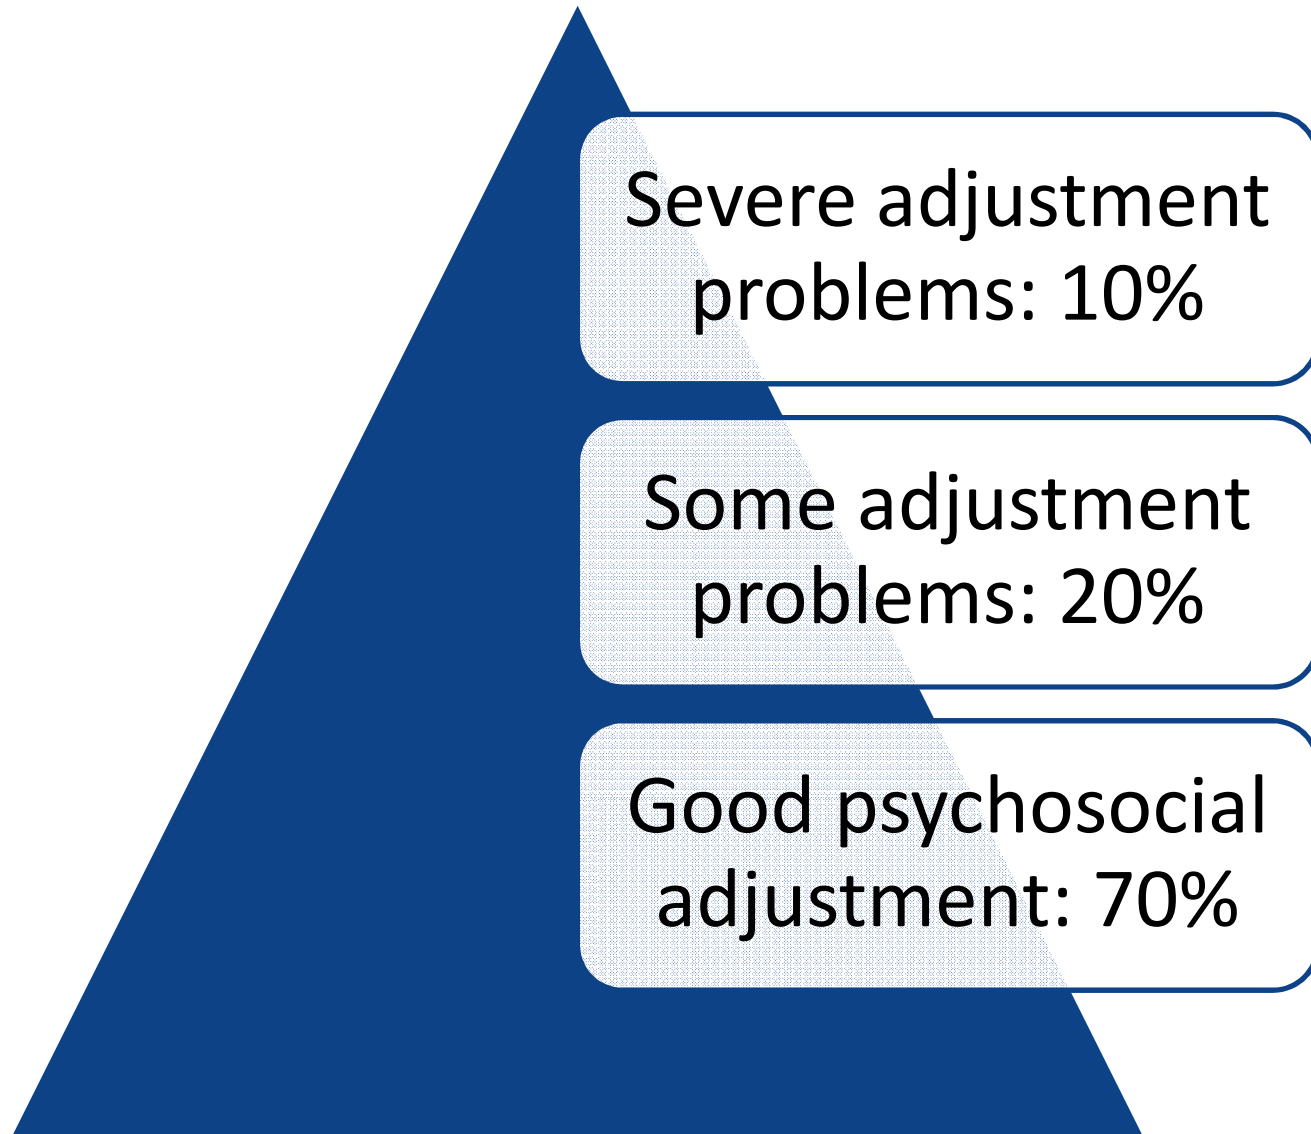 Severe adjustment
problems: 10%
Some adjustment
problems: 20%
Good psychosocial
adjustment: 70%